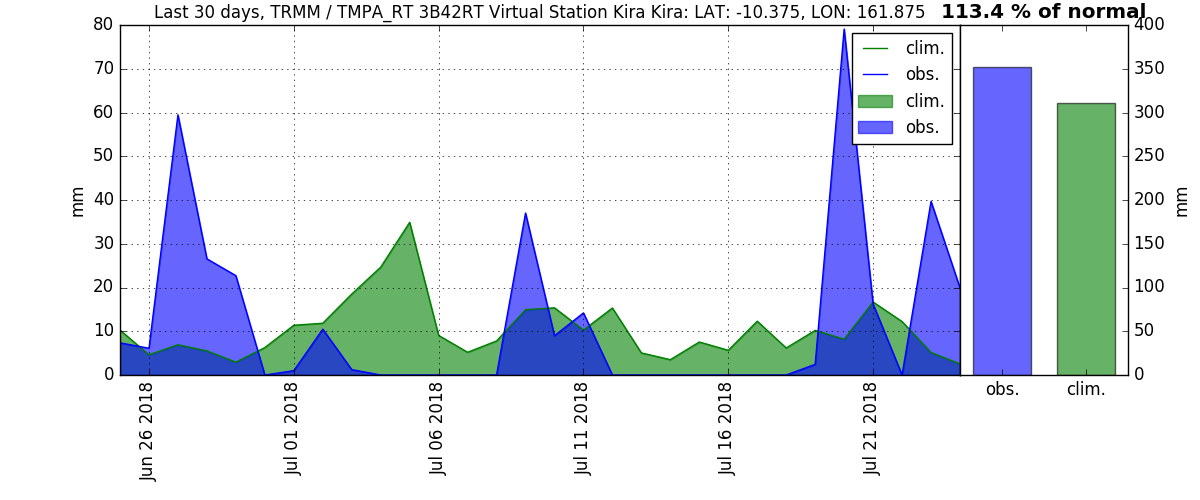 Last 30 days, TRMM / TMPA_RT 3B42RT Virtual Station Kira Kira: LAT: -10.375, LON: 161.875 113.4 % of normal
80
70
60
50
40
30
20
10
0
mm
clim.
obs.
clim.
obs.
400
350
300
250
200
150
100
50
0
mm
Jun 26 2018
Jul 01 2018
Jul 06 2018
Jul 11 2018
Jul 16 2018
Jul 21 2018
obs.
clim.